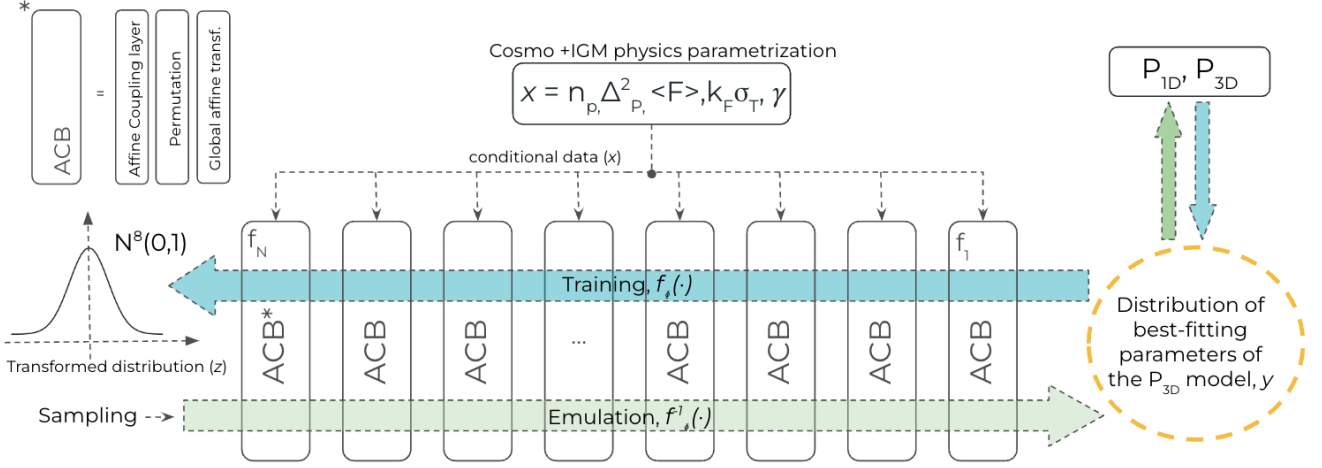 *
ACB
=
Affine Coupling layer
Permutation
Global affine transf.
Cosmo +IGM physics parametrization
x = n_p, Δ²_P, <F>, k_F σ_T, γ
conditional data (x)
P_1D, P_3D
N⁸(0,1)
Transformed distribution (z)
f_N
f_1
Training, f_ϕ(·)
ACB*
ACB
ACB
...
ACB
ACB
ACB
ACB
Sampling
Emulation, f⁻¹_ϕ(·)
Distribution of
best-fitting
parameters of
the P_3D model, y